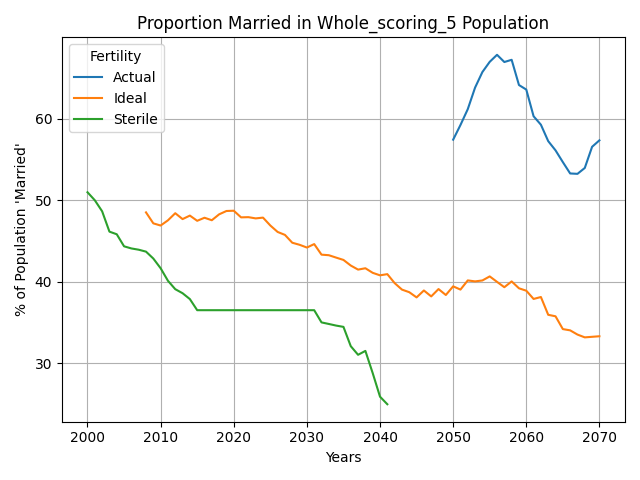 Proportion Married in Whole_scoring_5 Population
Fertility
Actual
Ideal
Sterile
% of Population 'Married'
60
50
40
30
2000 2010 2020 2030 2040 2050 2060 2070
Years